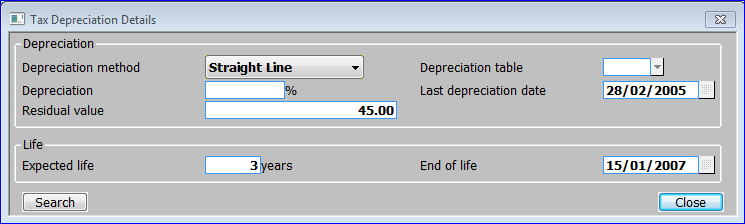 Tax Depreciation Details
Depreciation
Depreciation method Straight Line Depreciation table
Depreciation % Last depreciation date 28/02/2005
Residual value 45.00
Life
Expected life 3 years End of life 15/01/2007
Search Close